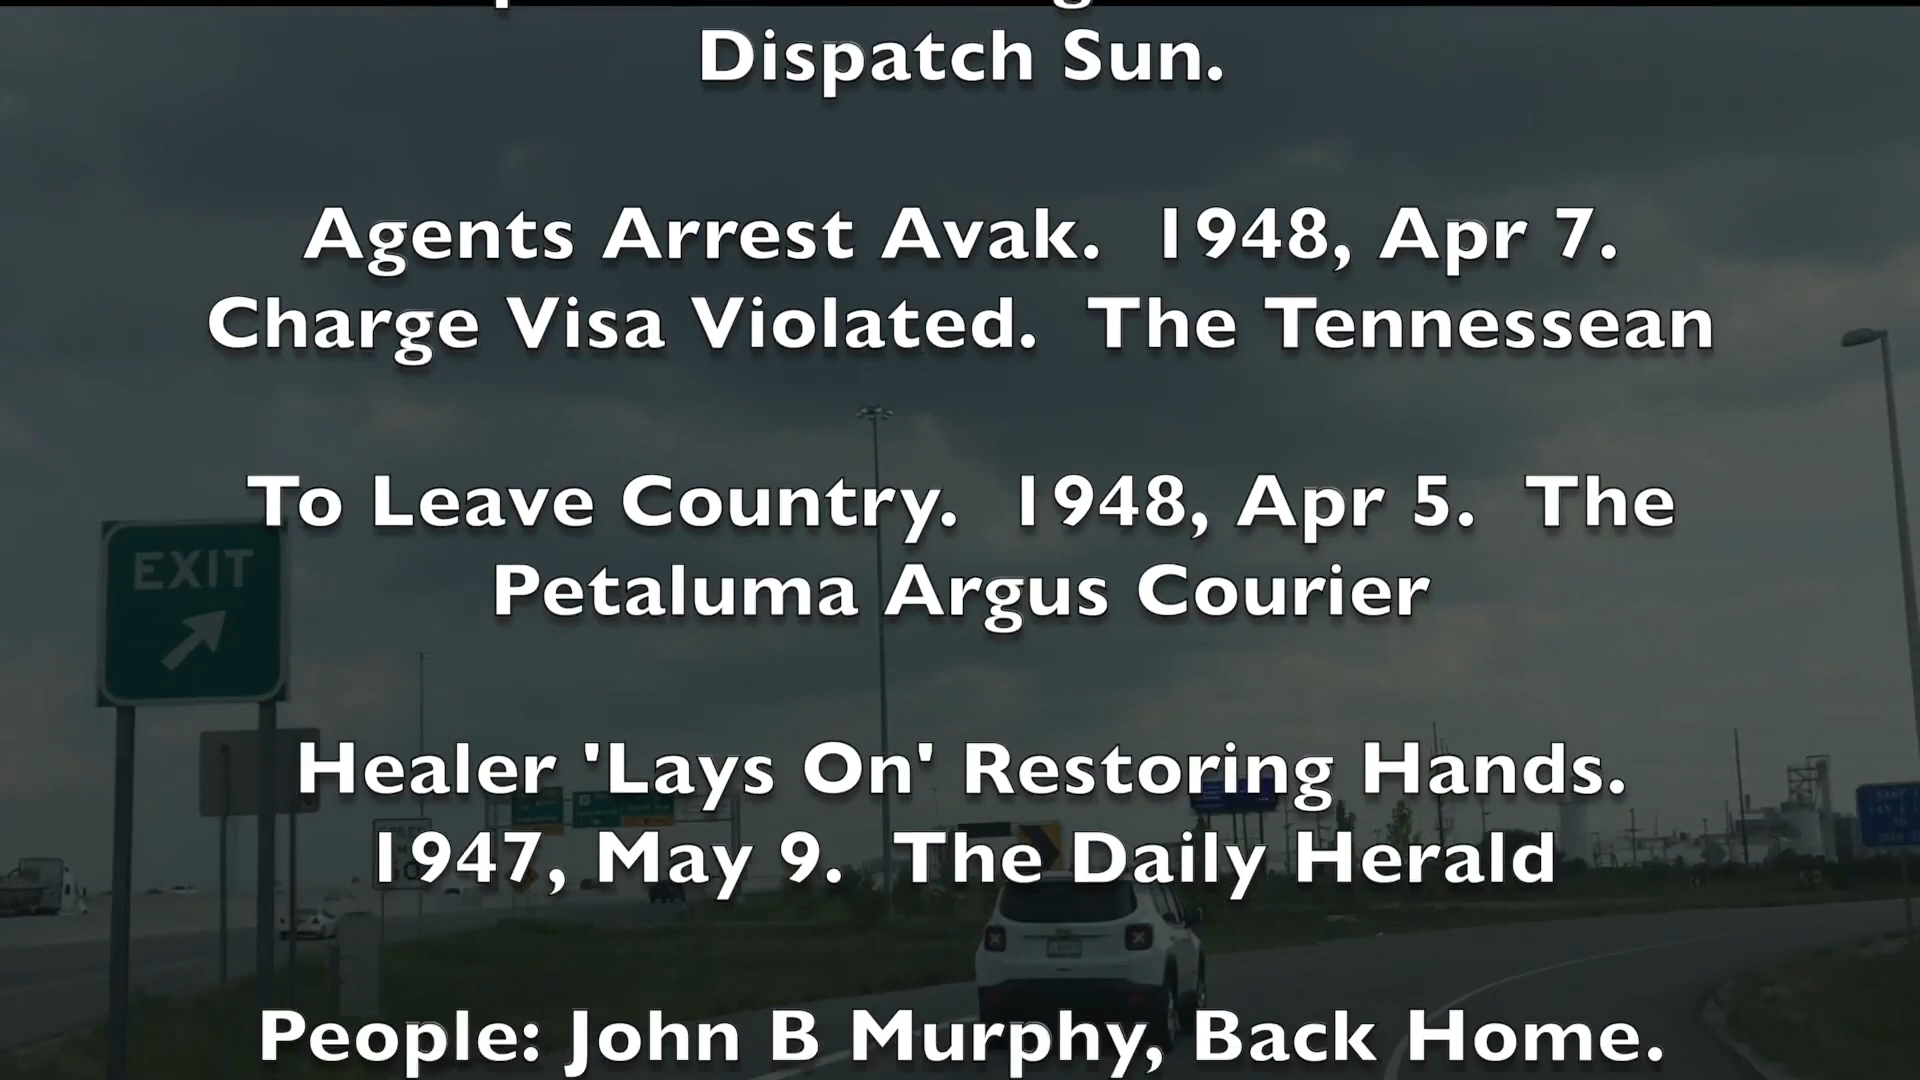 Dispatch Sun.
Agents Arrest Avak. 1948, Apr 7.
Charge Visa Violated. The Tennessean
To Leave Country. 1948, Apr 5. The
Petaluma Argus Courier
EXIT
Healer 'Lays On' Restoring Hands.
1947, May 9. The Daily Herald
People: John B Murphy, Back Home.